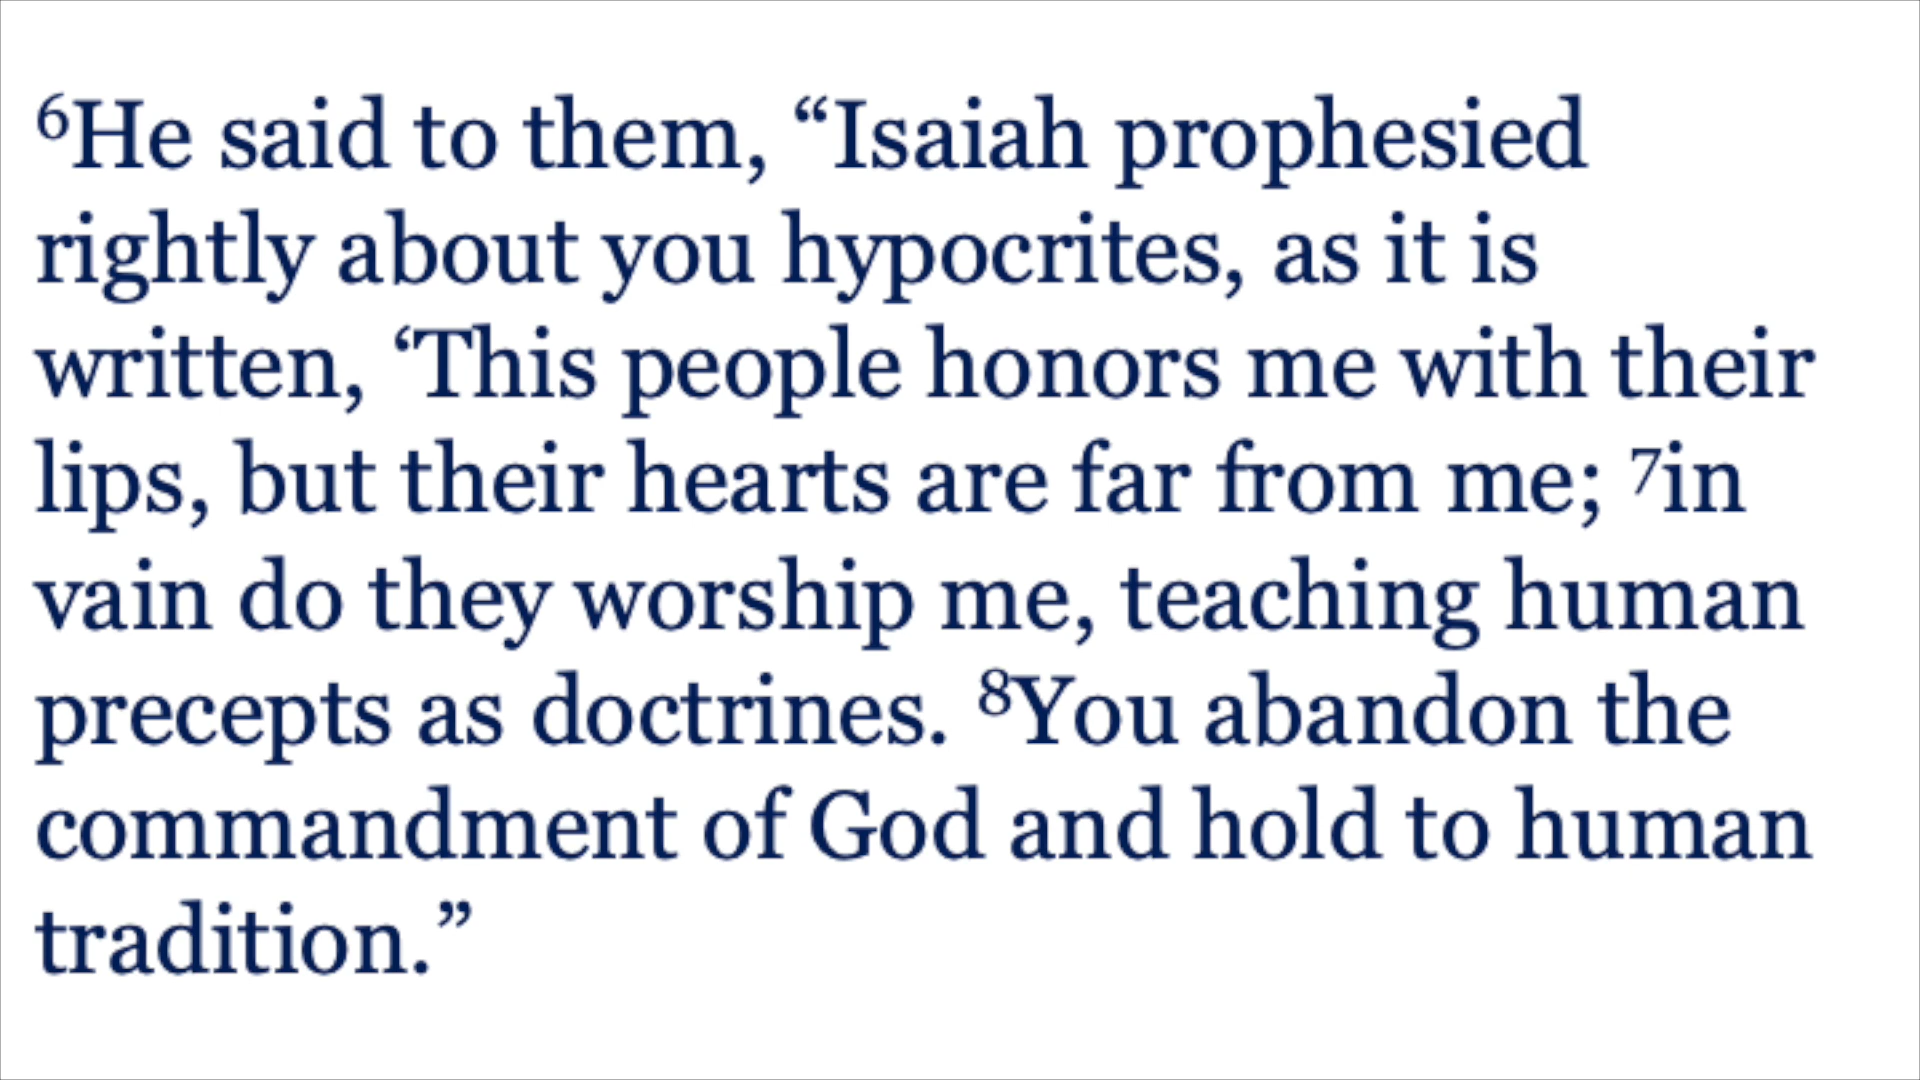 ⁶He said to them, “Isaiah prophesied
rightly about you hypocrites, as it is
written, ‘This people honors me with their
lips, but their hearts are far from me; ⁷in
vain do they worship me, teaching human
precepts as doctrines. ⁸You abandon the
commandment of God and hold to human
tradition.”